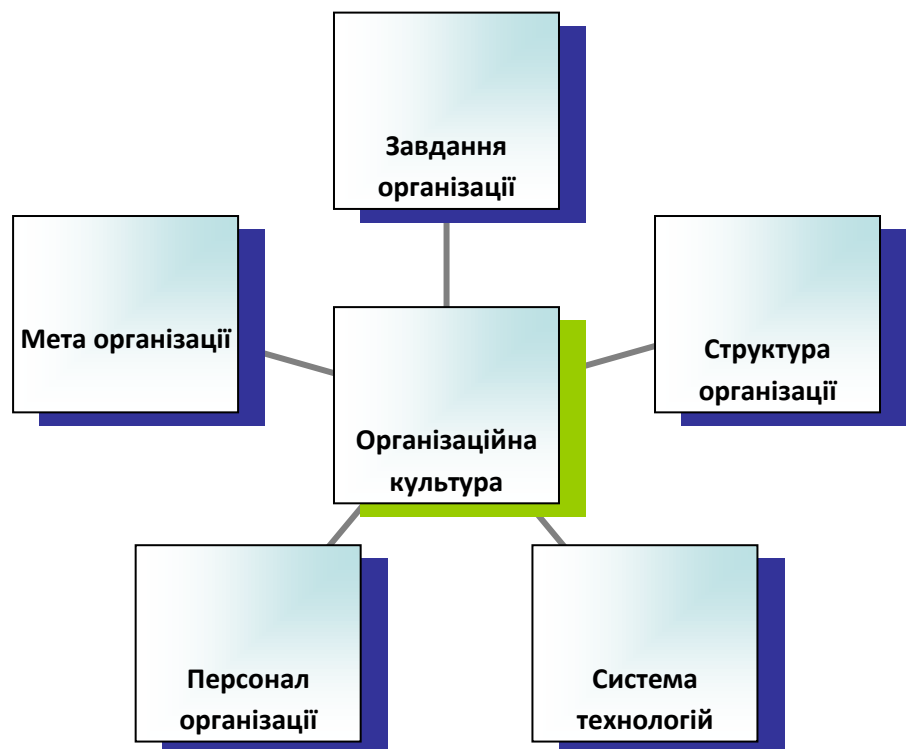 Завдання
організації
Мета організації
Структура
організації
Організаційна
культура
Персонал
організації
Система
технологій